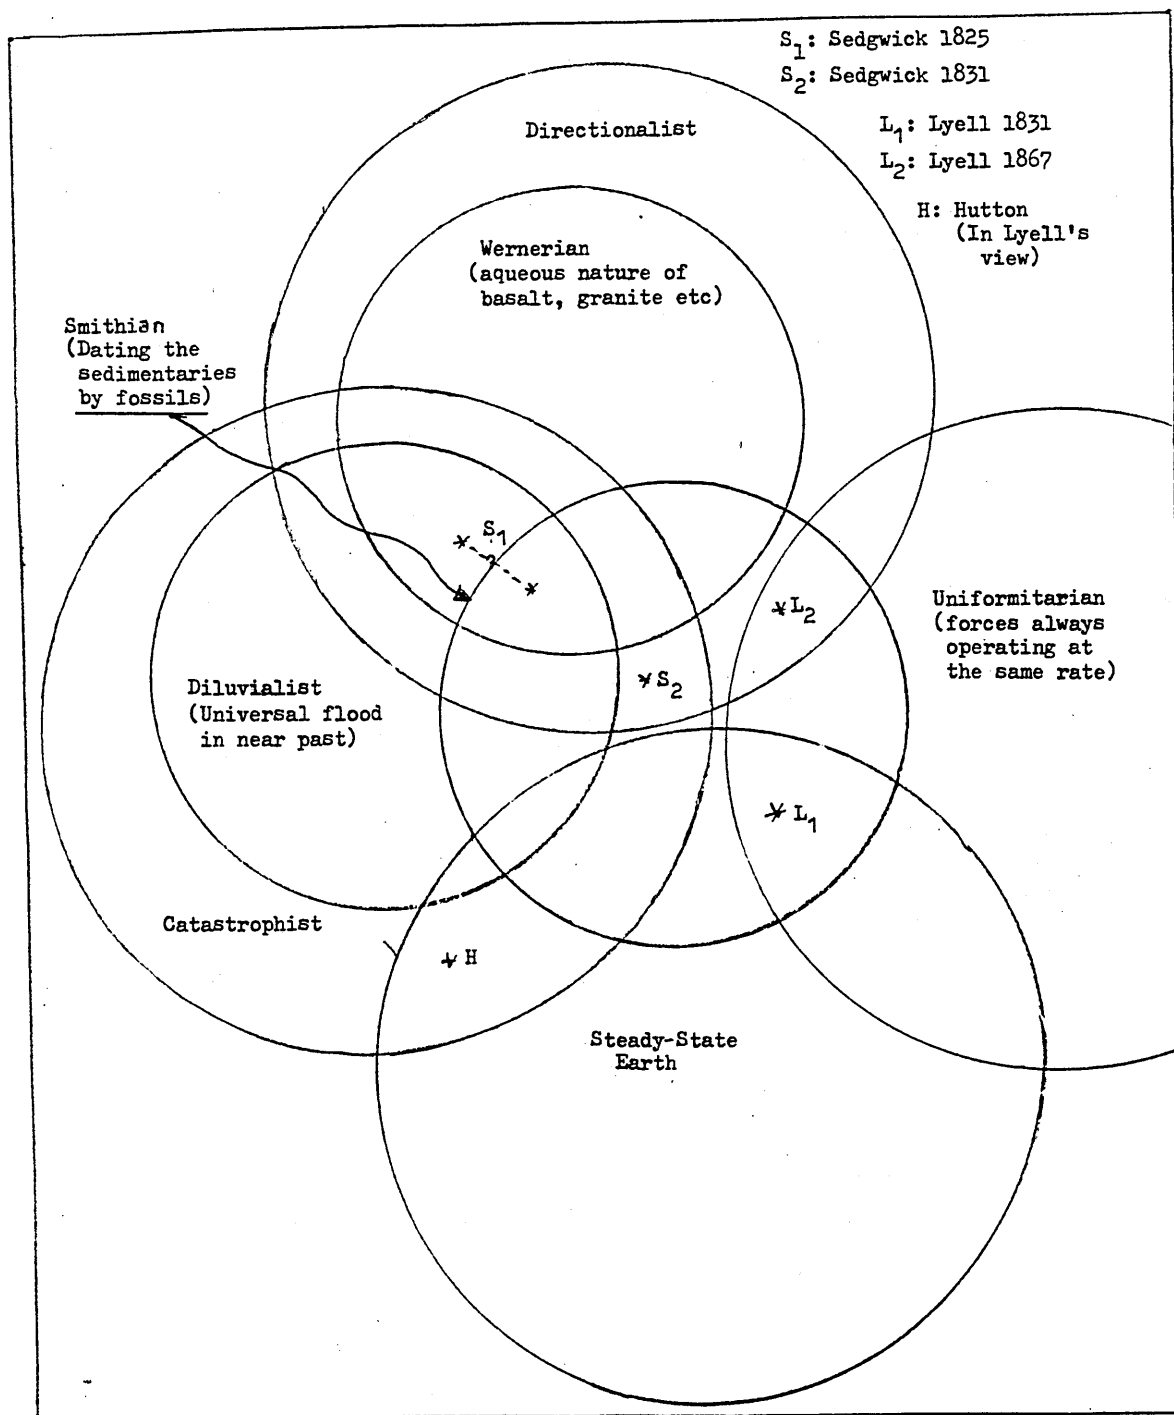 S₁: Sedgwick 1825
S₂: Sedgwick 1831
L₁: Lyell 1831
L₂: Lyell 1867
H: Hutton
(In Lyell's
view)
Directionalist
Wernerian
(aqueous nature of
basalt, granite etc)
Smithian
(Dating the
sedimentaries
by fossils)
S₁
?
L₂
S₂
Uniformitarian
(forces always
operating at
the same rate)
Diluvialist
(Universal flood
in near past)
L₁
Catastrophist
H
Steady-State
Earth